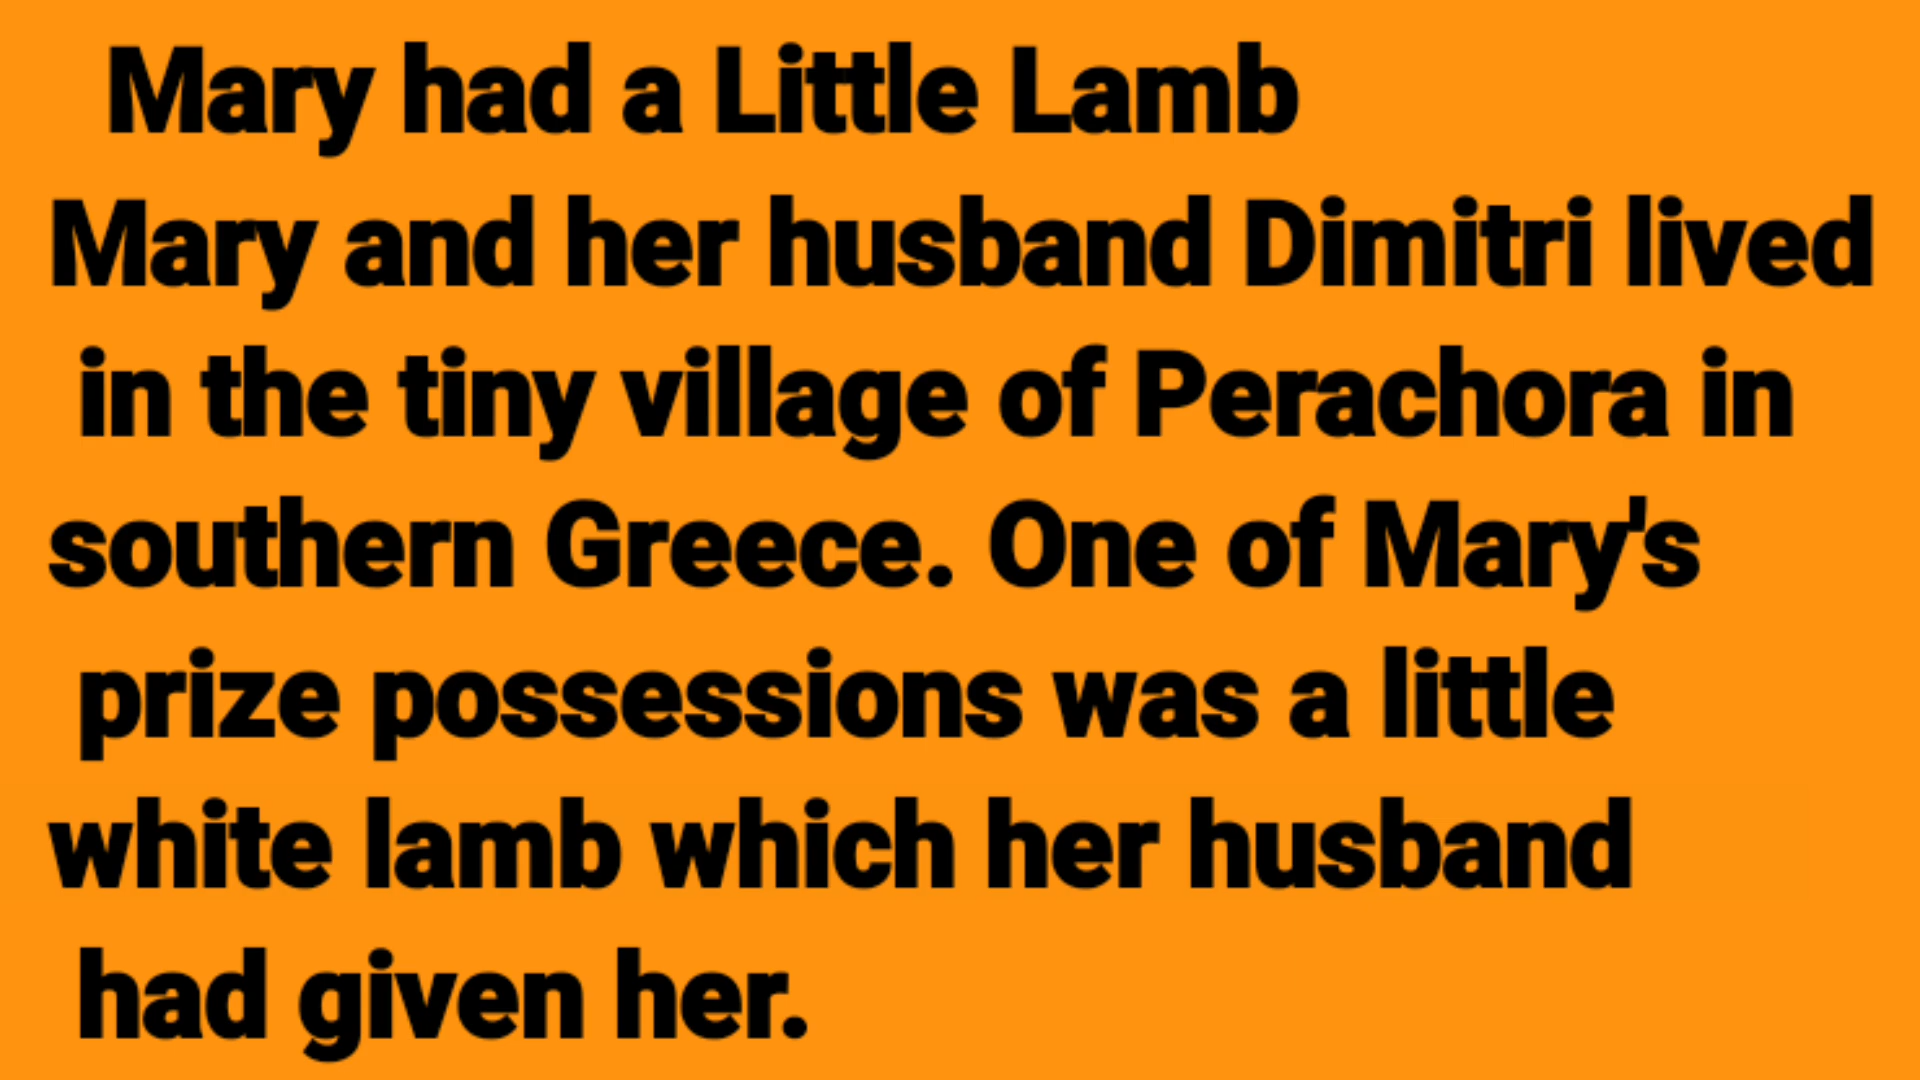 Mary had a Little Lamb
Mary and her husband Dimitri lived
in the tiny village of Perachora in
southern Greece. One of Mary's
prize possessions was a little
white lamb which her husband
had given her.